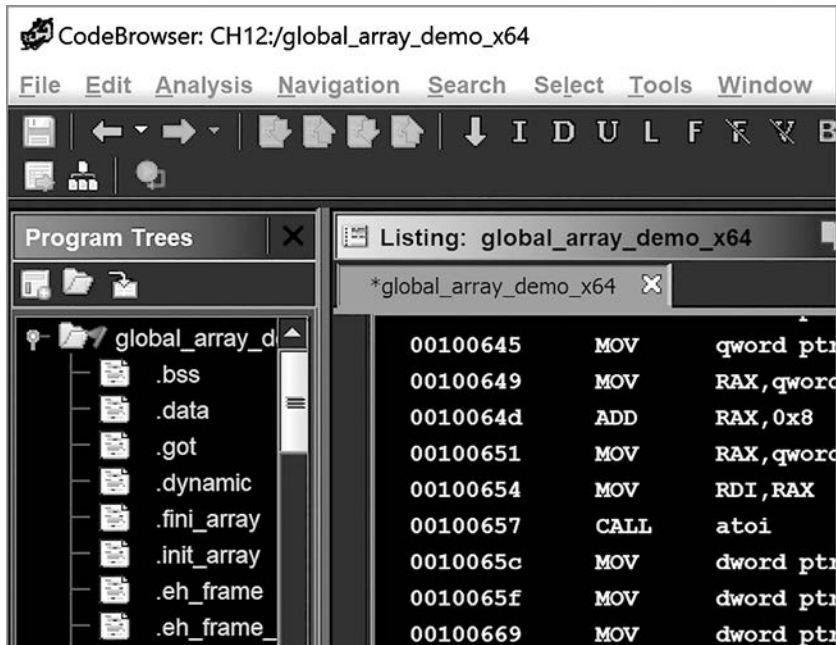 CodeBrowser: CH12:/global_array_demo_x64
File Edit Analysis Navigation Search Select Tools Window
I D U L F F V B
Program Trees
Listing: global_array_demo_x64
*global_array_demo_x64
global_array_d
.bss
.data
.got
.dynamic
.fini_array
.init_array
.eh_frame
.eh_frame_
00100645 MOV qword ptr
00100649 MOV RAX,qword
0010064d ADD RAX,0x8
00100651 MOV RAX,qword
00100654 MOV RDI,RAX
00100657 CALL atoi
0010065c MOV dword ptr
0010065f MOV dword ptr
00100669 MOV dword ptr